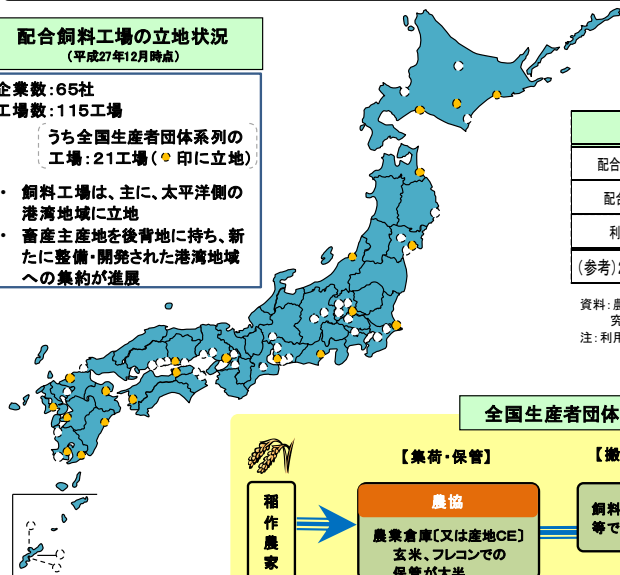 配合飼料工場の立地状況
(平成27年12月時点)
企業数:65社
工場数:115工場
うち全国生産者団体系列の
工場:21工場( 印に立地)
・ 飼料工場は、主に、太平洋側の
港湾地域に立地
・ 畜産主産地を後背地に持ち、新
たに整備・開発された港湾地域
への集約が進展
配合
配合
利
(参考)
資料:農
究
注:利用
全国生産者団体
【集荷・保管】
【搬
稲作農家
農協
農業倉庫〔又は産地CE〕
玄米、フレコンでの
保管が大半
飼料
等で